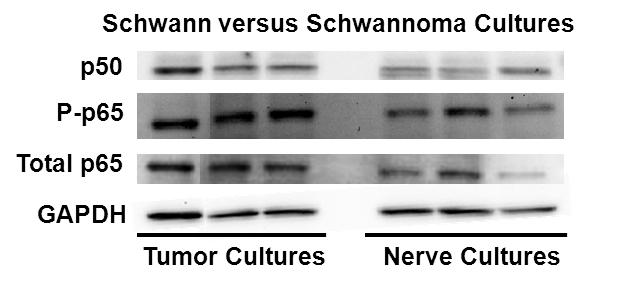 Schwann versus Schwannoma Cultures
p50
P-p65
Total p65
GAPDH
Tumor Cultures Nerve Cultures